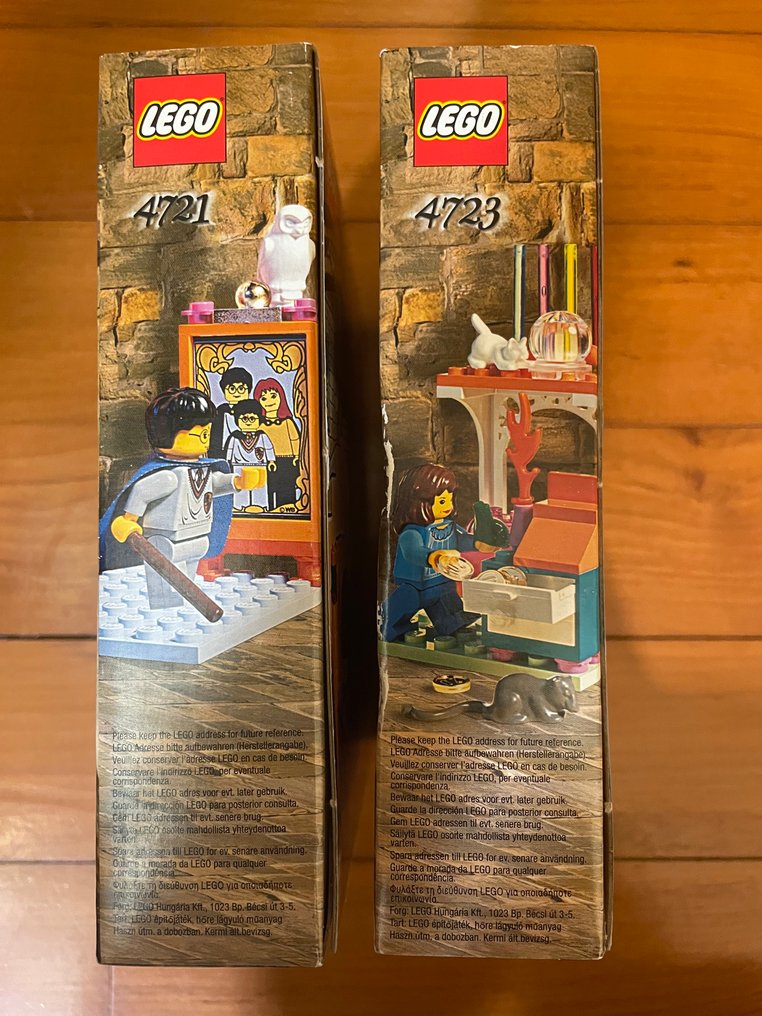 LEGO
4721
Please keep the LEGO address for future reference.
LEGO Adresse bitte aufbewahren (Herstellerangabe).
Veuillez conserver l'adresse LEGO en cas de besoin.
Conservare l'indirizzo LEGO, per eventuale
corrispondenza.
Bewaar het LEGO adres voor evt. later gebruik.
Guarde la dirección LEGO para posterior consulta.
Gem LEGO adressen til evt. senere brug.
Säilytä LEGO osoite mahdollista yhteydenottoa
varten.
Spara adressen till LEGO for ev. senare användning.
Guarde a morada da LEGO para qualquer
correspondência.
Φυλάξτε τη διεύθυνση LEGO για οποιαδήποτε
επικοινωνία.
Forg.: LEGO Hungária Kft., 1023 Bp. Bécsi út 3-5.
Tart.: LEGO építőjáték, hőre lágyuló műanyag
Haszn.útm. a dobozban. Kermi ált.bevizsg.
LEGO
4723
Please keep the LEGO address for future reference.
LEGO Adresse bitte aufbewahren (Herstellerangabe).
Veuillez conserver l'adresse LEGO en cas de besoin.
Conservare l'indirizzo LEGO, per eventuale
corrispondenza.
Bewaar het LEGO adres voor evt. later gebruik.
Guarde la dirección LEGO para posterior consulta.
Gem LEGO adressen til evt. senere brug.
Säilytä LEGO osoite mahdollista yhteydenottoa
varten.
Spara adressen till LEGO for ev. senare användning.
Guarde a morada da LEGO para qualquer
correspondência.
Φυλάξτε τη διεύθυνση LEGO για οποιαδήποτε
επικοινωνία.
Forg.: LEGO Hungária Kft., 1023 Bp. Bécsi út 3-5.
Tart.: LEGO építőjáték, hőre lágyuló műanyag
Haszn.útm. a dobozban. Kermi ált.bevizsg.